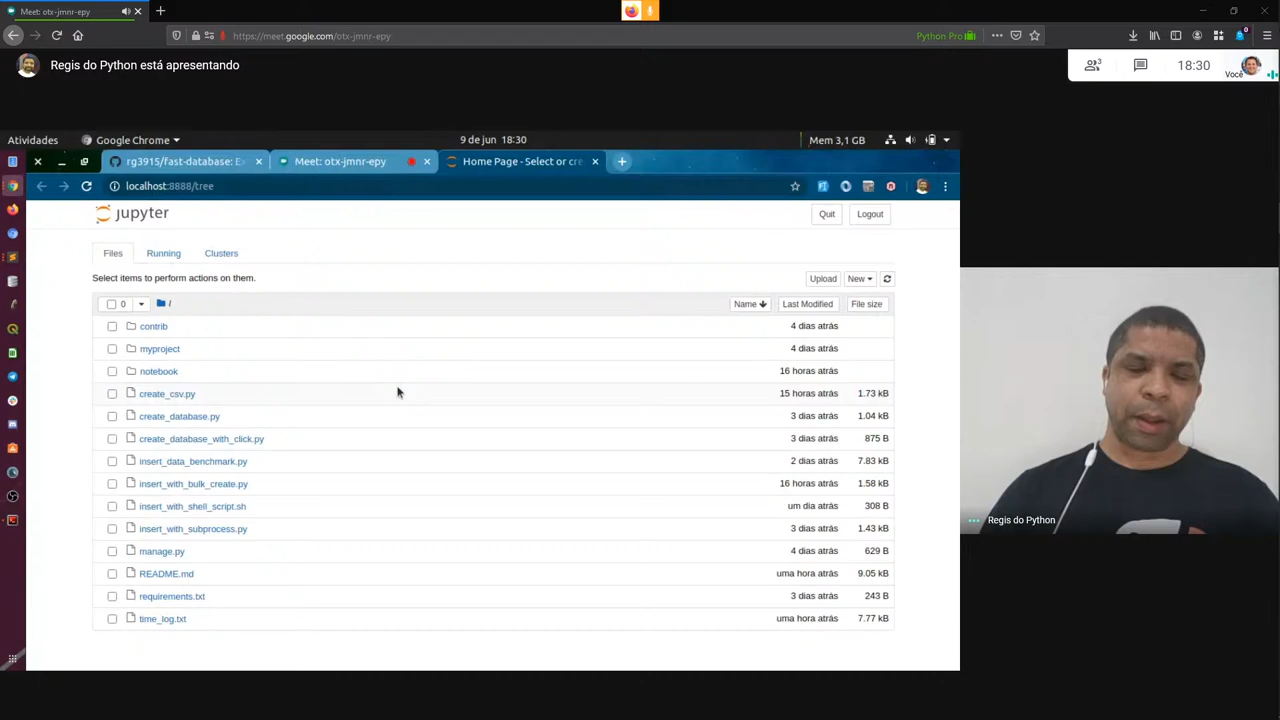 Meet: otx-jmnr-epy
https://meet.google.com/otx-jmnr-epy
Python Pro
Regis do Python está apresentando
3
18:30
Você
Atividades
Google Chrome
9 de jun 18:30
Mem 3,1 GB
rg3915/fast-database: Ex
Meet: otx-jmnr-epy
Home Page - Select or cre
localhost:8888/tree
jupyter
Quit
Logout
Files
Running
Clusters
Select items to perform actions on them.
Upload
New
0
/
Name
Last Modified
File size
contrib
4 dias atrás
myproject
4 dias atrás
notebook
16 horas atrás
create_csv.py
15 horas atrás
1.73 kB
create_database.py
3 dias atrás
1.04 kB
create_database_with_click.py
3 dias atrás
875 B
insert_data_benchmark.py
2 dias atrás
7.83 kB
insert_with_bulk_create.py
16 horas atrás
1.58 kB
insert_with_shell_script.sh
um dia atrás
308 B
insert_with_subprocess.py
3 dias atrás
1.43 kB
manage.py
4 dias atrás
629 B
README.md
uma hora atrás
9.05 kB
requirements.txt
3 dias atrás
243 B
time_log.txt
uma hora atrás
7.77 kB
Regis do Python